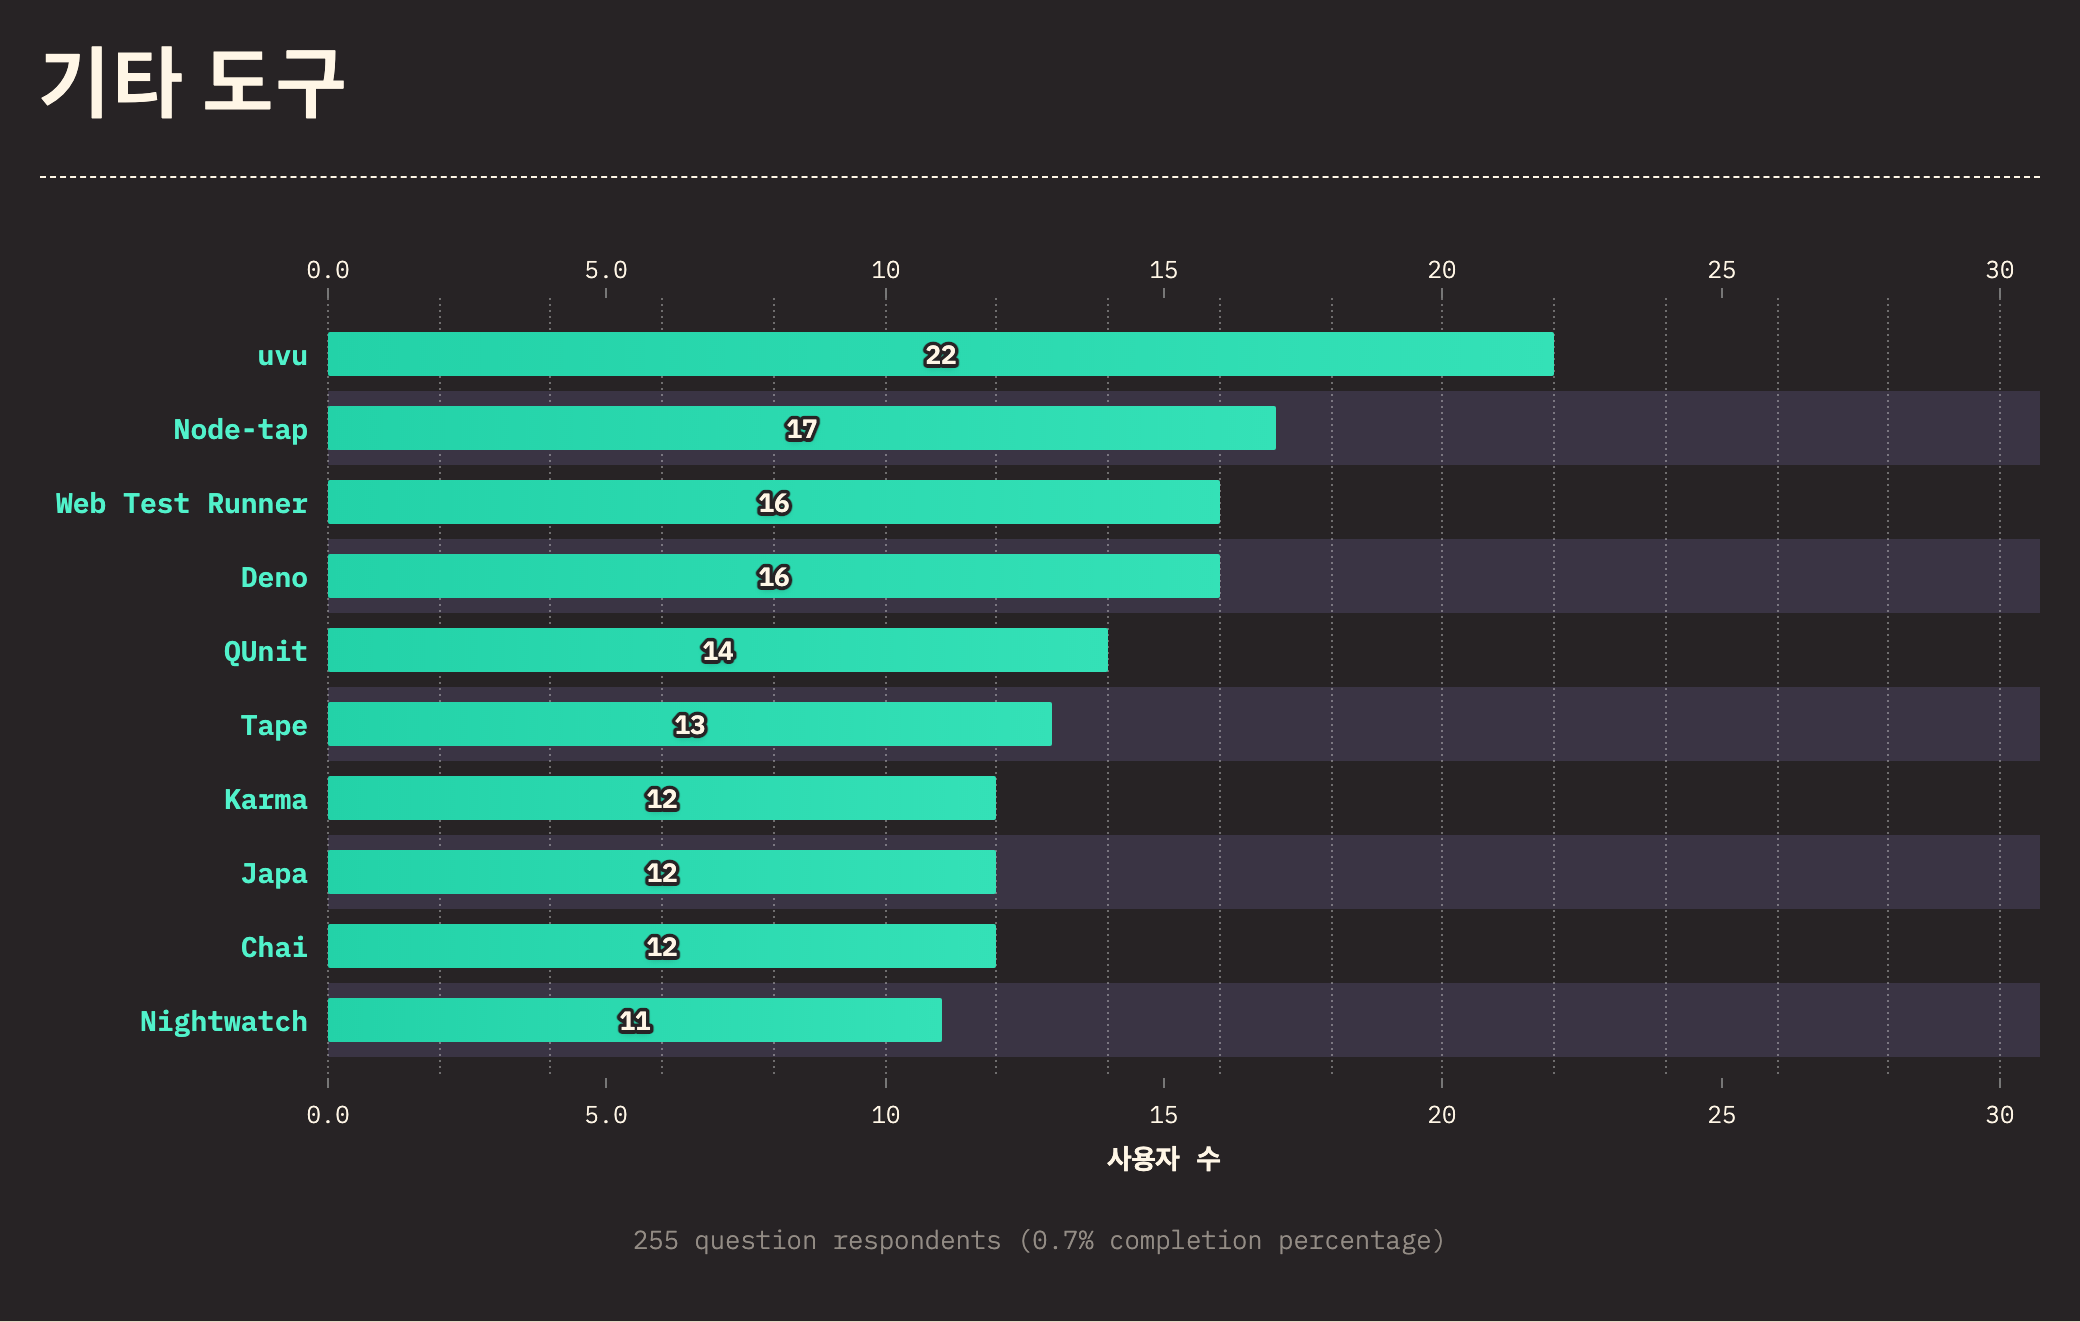 기타 도구
0.0 5.0 10 15 20 25 30
uvu 22
Node-tap 17
Web Test Runner 16
Deno 16
QUnit 14
Tape 13
Karma 12
Japa 12
Chai 12
Nightwatch 11
0.0 5.0 10 15 20 25 30
사용자 수
255 question respondents (0.7% completion percentage)